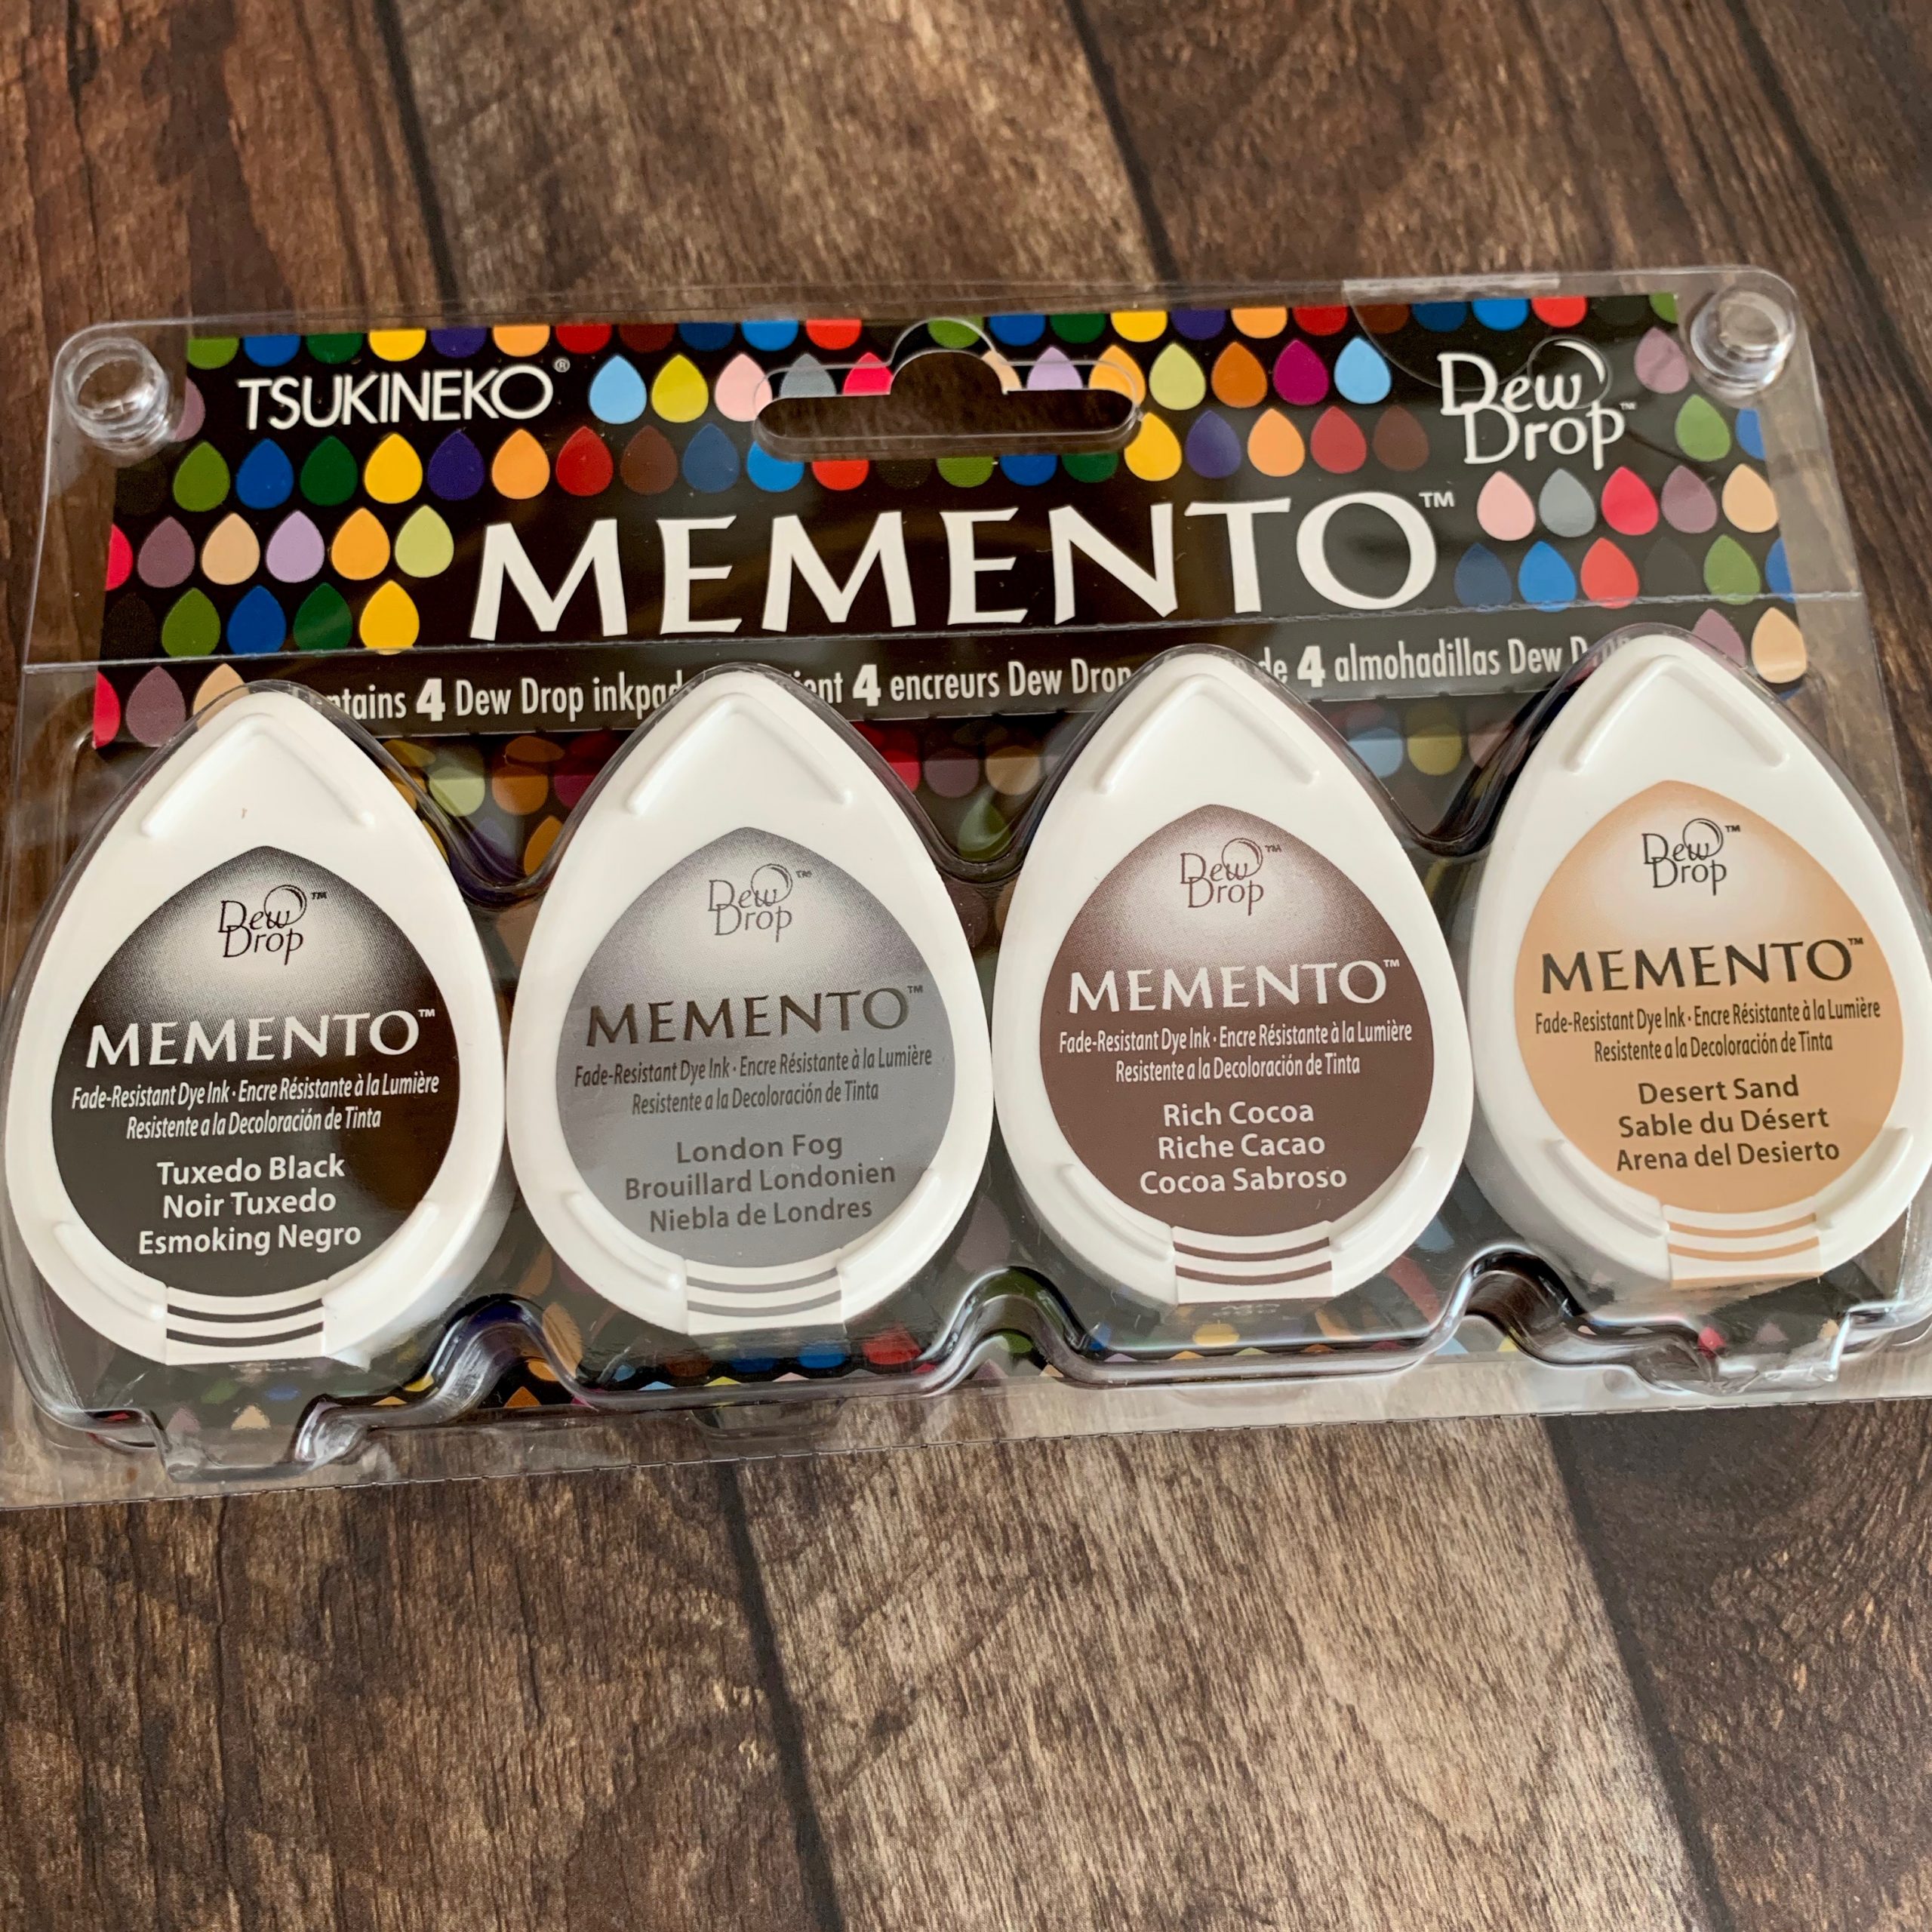 TSUKINEKO®
Dew
Drop™
MEMENTO™
4 Dew Drop inkpad
4 encreurs Dew Drop
de 4 almohadillas Dew
Dew
Drop™
MEMENTO™
Fade-Resistant Dye Ink · Encre Résistante à la Lumière
Resistente a la Decoloración de Tinta
Tuxedo Black
Noir Tuxedo
Esmoking Negro
Dew
Drop™
MEMENTO™
Fade-Resistant Dye Ink · Encre Résistante à la Lumière
Resistente a la Decoloración de Tinta
London Fog
Brouillard Londonien
Niebla de Londres
Dew
Drop™
MEMENTO™
Fade-Resistant Dye Ink · Encre Résistante à la Lumière
Resistente a la Decoloración de Tinta
Rich Cocoa
Riche Cacao
Cocoa Sabroso
Dew
Drop™
MEMENTO™
Fade-Resistant Dye Ink · Encre Résistante à la Lumière
Resistente a la Decoloración de Tinta
Desert Sand
Sable du Désert
Arena del Desierto